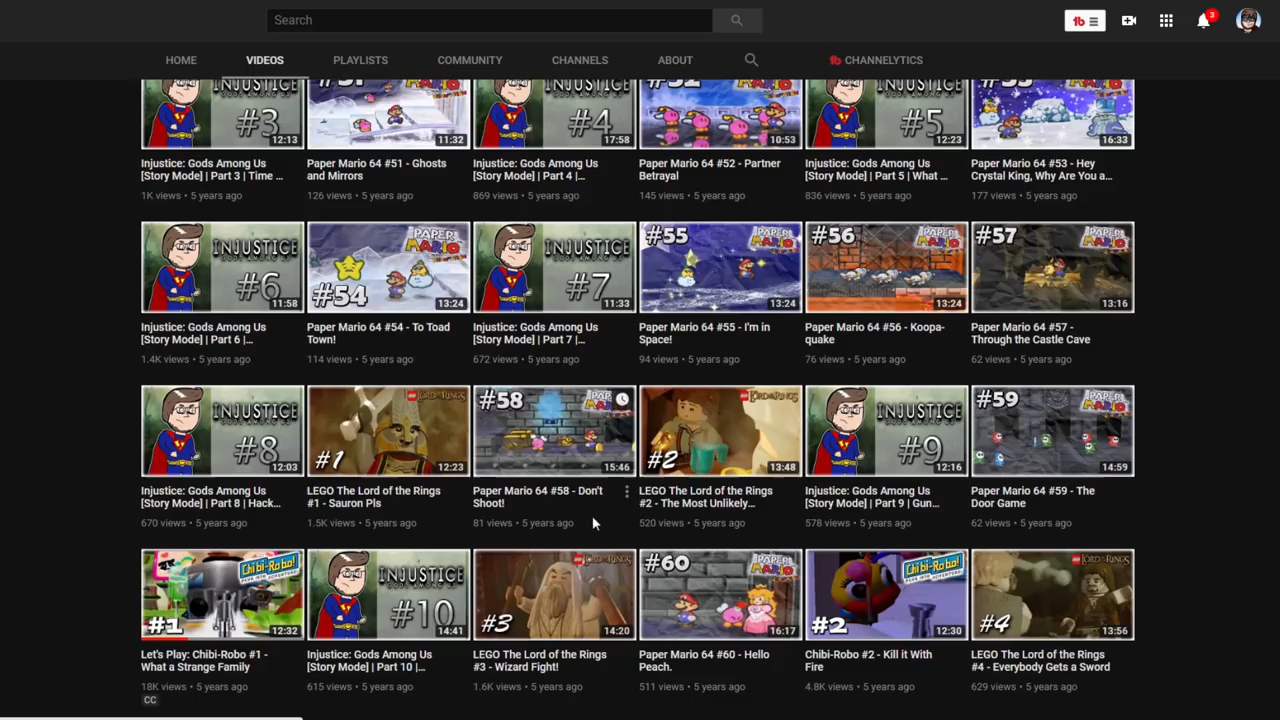 Search
3
HOME VIDEOS PLAYLISTS COMMUNITY CHANNELS ABOUT CHANNELYTICS
#3 12:13 11:32 #4 17:58 10:53 #5 12:23 16:33
Injustice: Gods Among Us Paper Mario 64 #51 - Ghosts Injustice: Gods Among Us Paper Mario 64 #52 - Partner Injustice: Gods Among Us Paper Mario 64 #53 - Hey
[Story Mode] | Part 3 | Time ... and Mirrors [Story Mode] | Part 4 |... Betrayal [Story Mode] | Part 5 | What ... Crystal King, Why Are You a...
1K views • 5 years ago 126 views • 5 years ago 869 views • 5 years ago 145 views • 5 years ago 836 views • 5 years ago 177 views • 5 years ago
INJUSTICE #6 11:58 PAPER MARIO #54 13:24 INJUSTICE #7 11:33 #55 PAPER MARIO 13:24 #56 PAPER MARIO 13:24 #57 PAPER MARIO 13:16
Injustice: Gods Among Us Paper Mario 64 #54 - To Toad Injustice: Gods Among Us Paper Mario 64 #55 - I'm in Paper Mario 64 #56 - Koopa- Paper Mario 64 #57 -
[Story Mode] | Part 6 |... Town! [Story Mode] | Part 7 |... Space! quake Through the Castle Cave
1.4K views • 5 years ago 114 views • 5 years ago 672 views • 5 years ago 94 views • 5 years ago 76 views • 5 years ago 62 views • 5 years ago
INJUSTICE #8 12:03 #1 12:23 #58 15:46 #2 13:48 INJUSTICE #9 12:16 #59 PAPER MARIO 14:59
Injustice: Gods Among Us LEGO The Lord of the Rings Paper Mario 64 #58 - Don't LEGO The Lord of the Rings Injustice: Gods Among Us Paper Mario 64 #59 - The
[Story Mode] | Part 8 | Hack... #1 - Sauron Pls Shoot! #2 - The Most Unlikely... [Story Mode] | Part 9 | Gun... Door Game
670 views • 5 years ago 1.5K views • 5 years ago 81 views • 5 years ago 520 views • 5 years ago 578 views • 5 years ago 62 views • 5 years ago
Chibi-Robo! #1 12:32 INJUSTICE #10 14:41 #3 14:20 #60 PAPER MARIO 16:17 Chibi-Robo! #2 12:30 #4 13:56
Let's Play: Chibi-Robo #1 - Injustice: Gods Among Us LEGO The Lord of the Rings Paper Mario 64 #60 - Hello Chibi-Robo #2 - Kill it With LEGO The Lord of the Rings
What a Strange Family [Story Mode] | Part 10 |... #3 - Wizard Fight! Peach. Fire #4 - Everybody Gets a Sword
18K views • 5 years ago 615 views • 5 years ago 1.6K views • 5 years ago 511 views • 5 years ago 4.8K views • 5 years ago 629 views • 5 years ago
CC